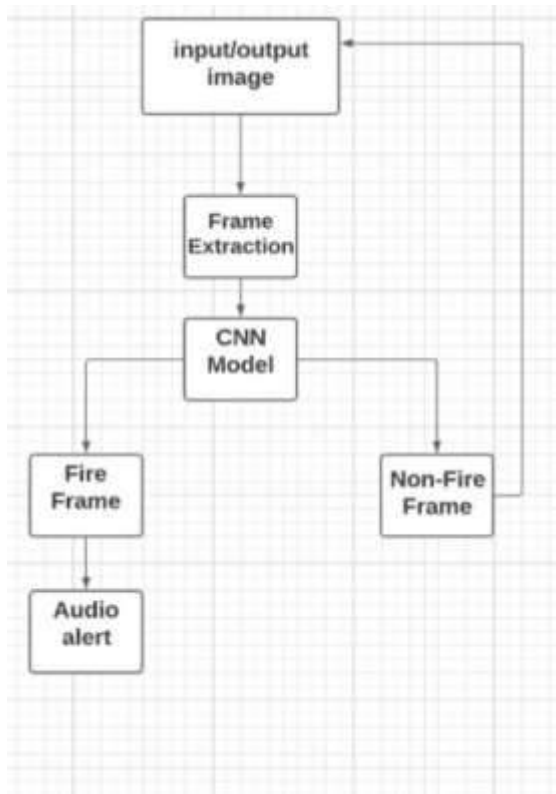 input/output
image
Frame
Extraction
CNN
Model
Fire
Frame
Non-Fire
Frame
Audio
alert